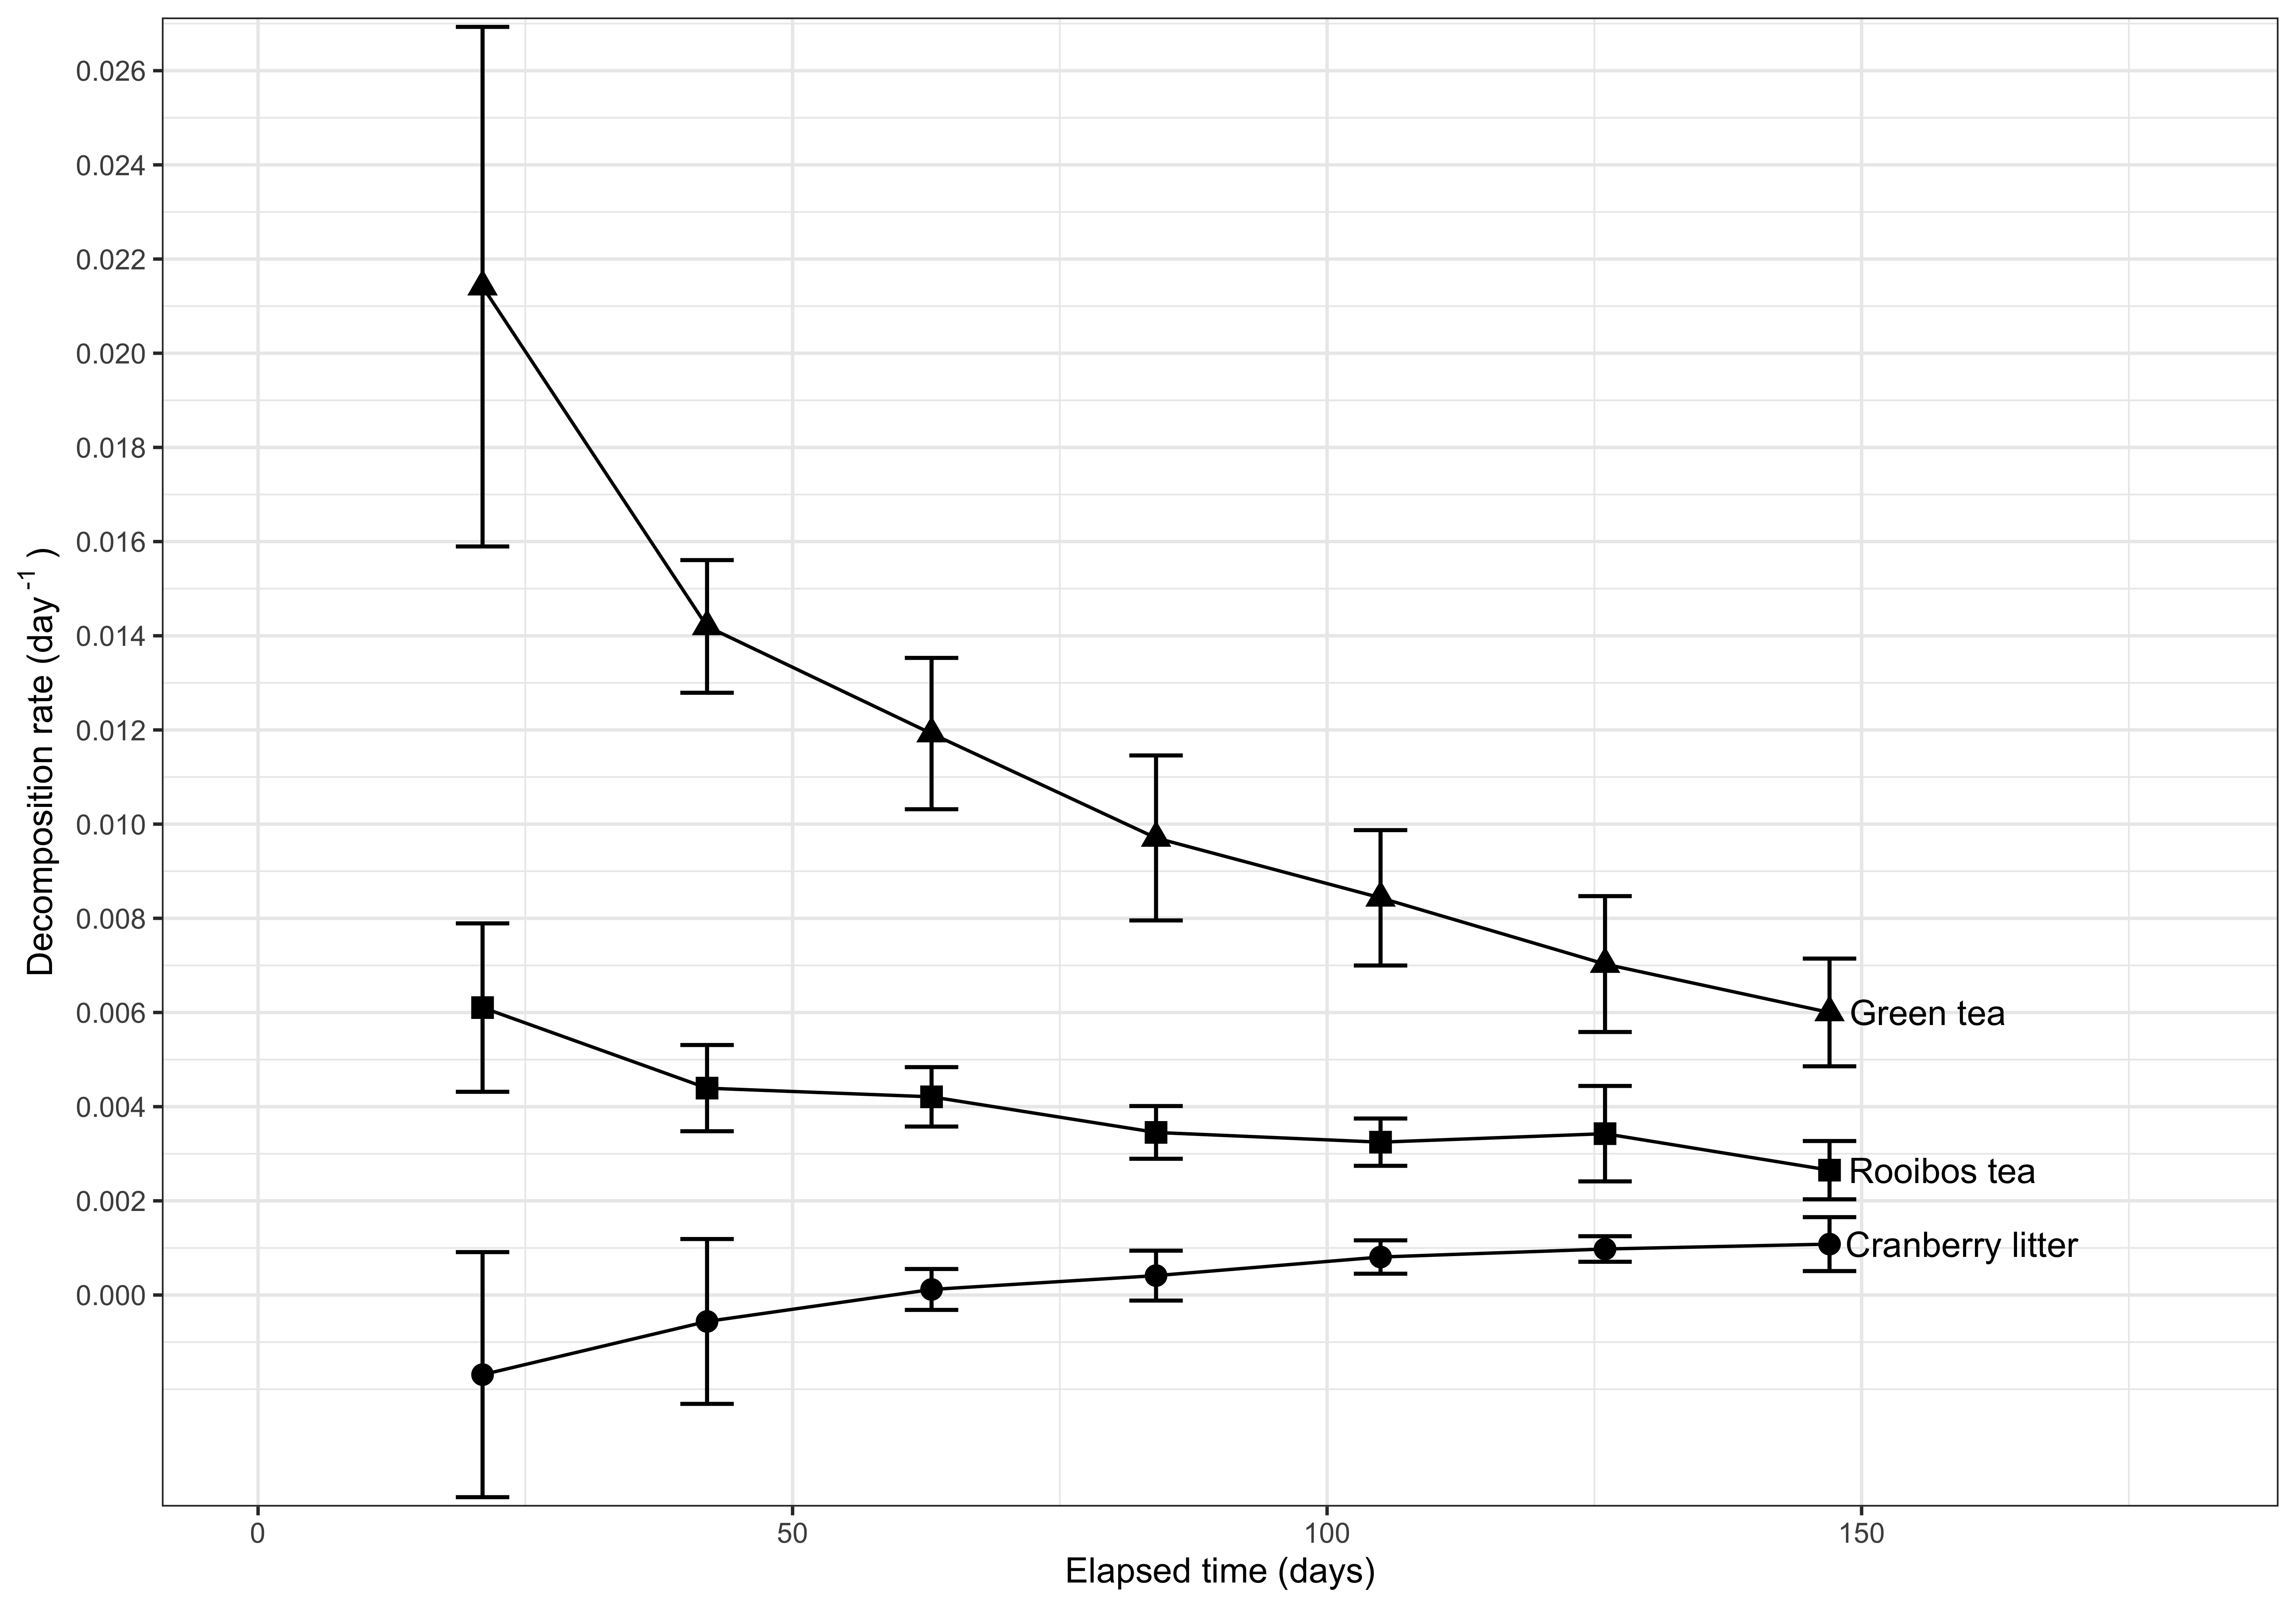 0.026
0.024
0.022
0.020
0.018
0.016
0.014
0.012
0.010
0.008
0.006
0.004
0.002
0.000
Decomposition rate (day-1 )
Green tea
Rooibos tea
Cranberry litter
0 50 100 150
Elapsed time (days)